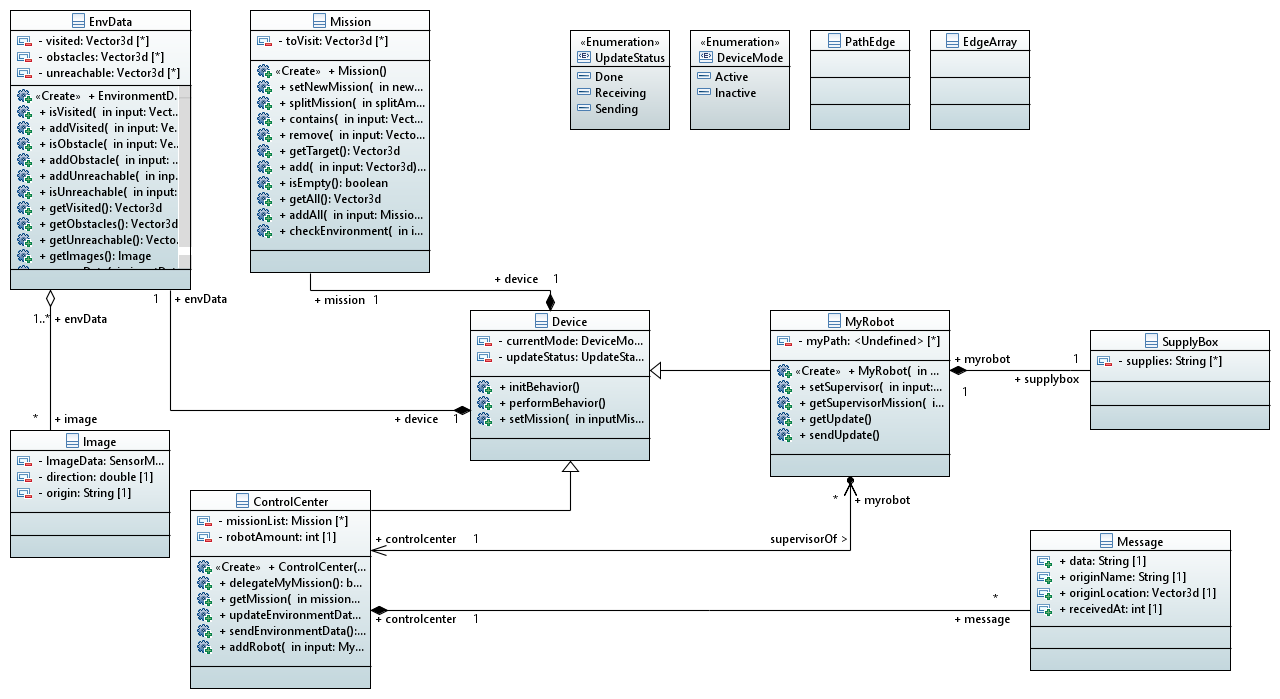 EnvData
- visited: Vector3d [*]
- obstacles: Vector3d [*]
- unreachable: Vector3d [*]
«Create» + EnvironmentD...
+ isVisited( in input: Vect...
+ addVisited( in input: Ve...
+ isObstacle( in input: Ve...
+ addObstacle( in input: ...
+ addUnreachable( in inp...
+ isUnreachable( in input:
+ getVisited(): Vector3d
+ getObstacles(): Vector3d
+ getUnreachable(): Vecto...
+ getImages(): Image
Mission
- toVisit: Vector3d [*]
«Create» + Mission()
+ setNewMission( in new...
+ splitMission( in splitAm...
+ contains( in input: Vect...
+ remove( in input: Vecto...
+ getTarget(): Vector3d
+ add( in input: Vector3d)...
+ isEmpty(): boolean
+ getAll(): Vector3d
+ addAll( in input: Missio...
+ checkEnvironment( in i...
«Enumeration»
UpdateStatus
Done
Receiving
Sending
«Enumeration»
DeviceMode
Active
Inactive
PathEdge
EdgeArray
+ device 1
+ mission 1
1 + envData
1..* + envData
* + image
+ device 1
Device
- currentMode: DeviceMo...
- updateStatus: UpdateSta...
+ initBehavior()
+ performBehavior()
+ setMission( in inputMis...
MyRobot
- myPath: <Undefined> [*]
«Create» + MyRobot( in ...
+ setSupervisor( in input:...
+ getSupervisorMission( i...
+ getUpdate()
+ sendUpdate()
+ myrobot 1
+ supplybox
1
SupplyBox
- supplies: String [*]
Image
- ImageData: SensorM...
- direction: double [1]
- origin: String [1]
ControlCenter
- missionList: Mission [*]
- robotAmount: int [1]
«Create» + ControlCenter(...
+ delegateMyMission(): b...
+ getMission( in mission...
+ updateEnvironmentDat...
+ sendEnvironmentData():...
+ addRobot( in input: My...
* + myrobot
+ controlcenter 1
supervisorOf >
+ controlcenter 1
*
+ message
Message
+ data: String [1]
+ originName: String [1]
+ originLocation: Vector3d [1]
+ receivedAt: int [1]